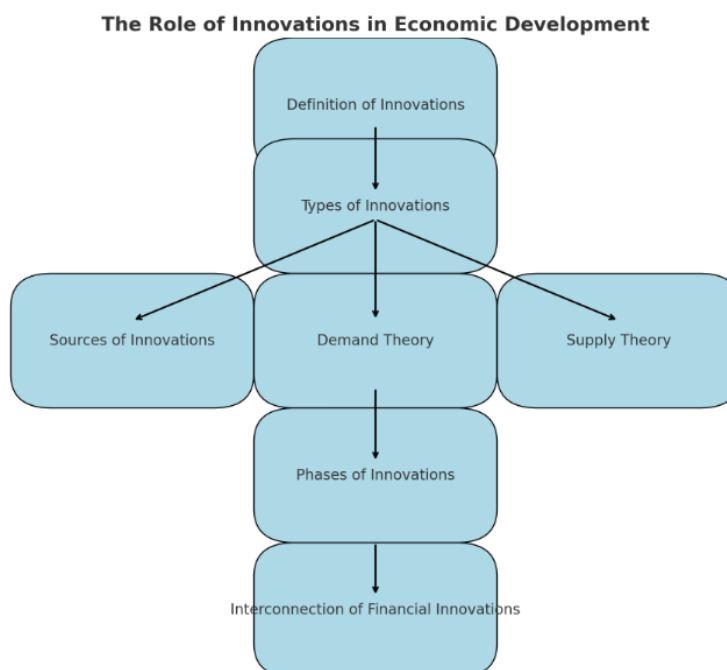 The Role of Innovations in Economic Development
Definition of Innovations
Types of Innovations
Sources of Innovations
Demand Theory
Supply Theory
Phases of Innovations
Interconnection of Financial Innovations